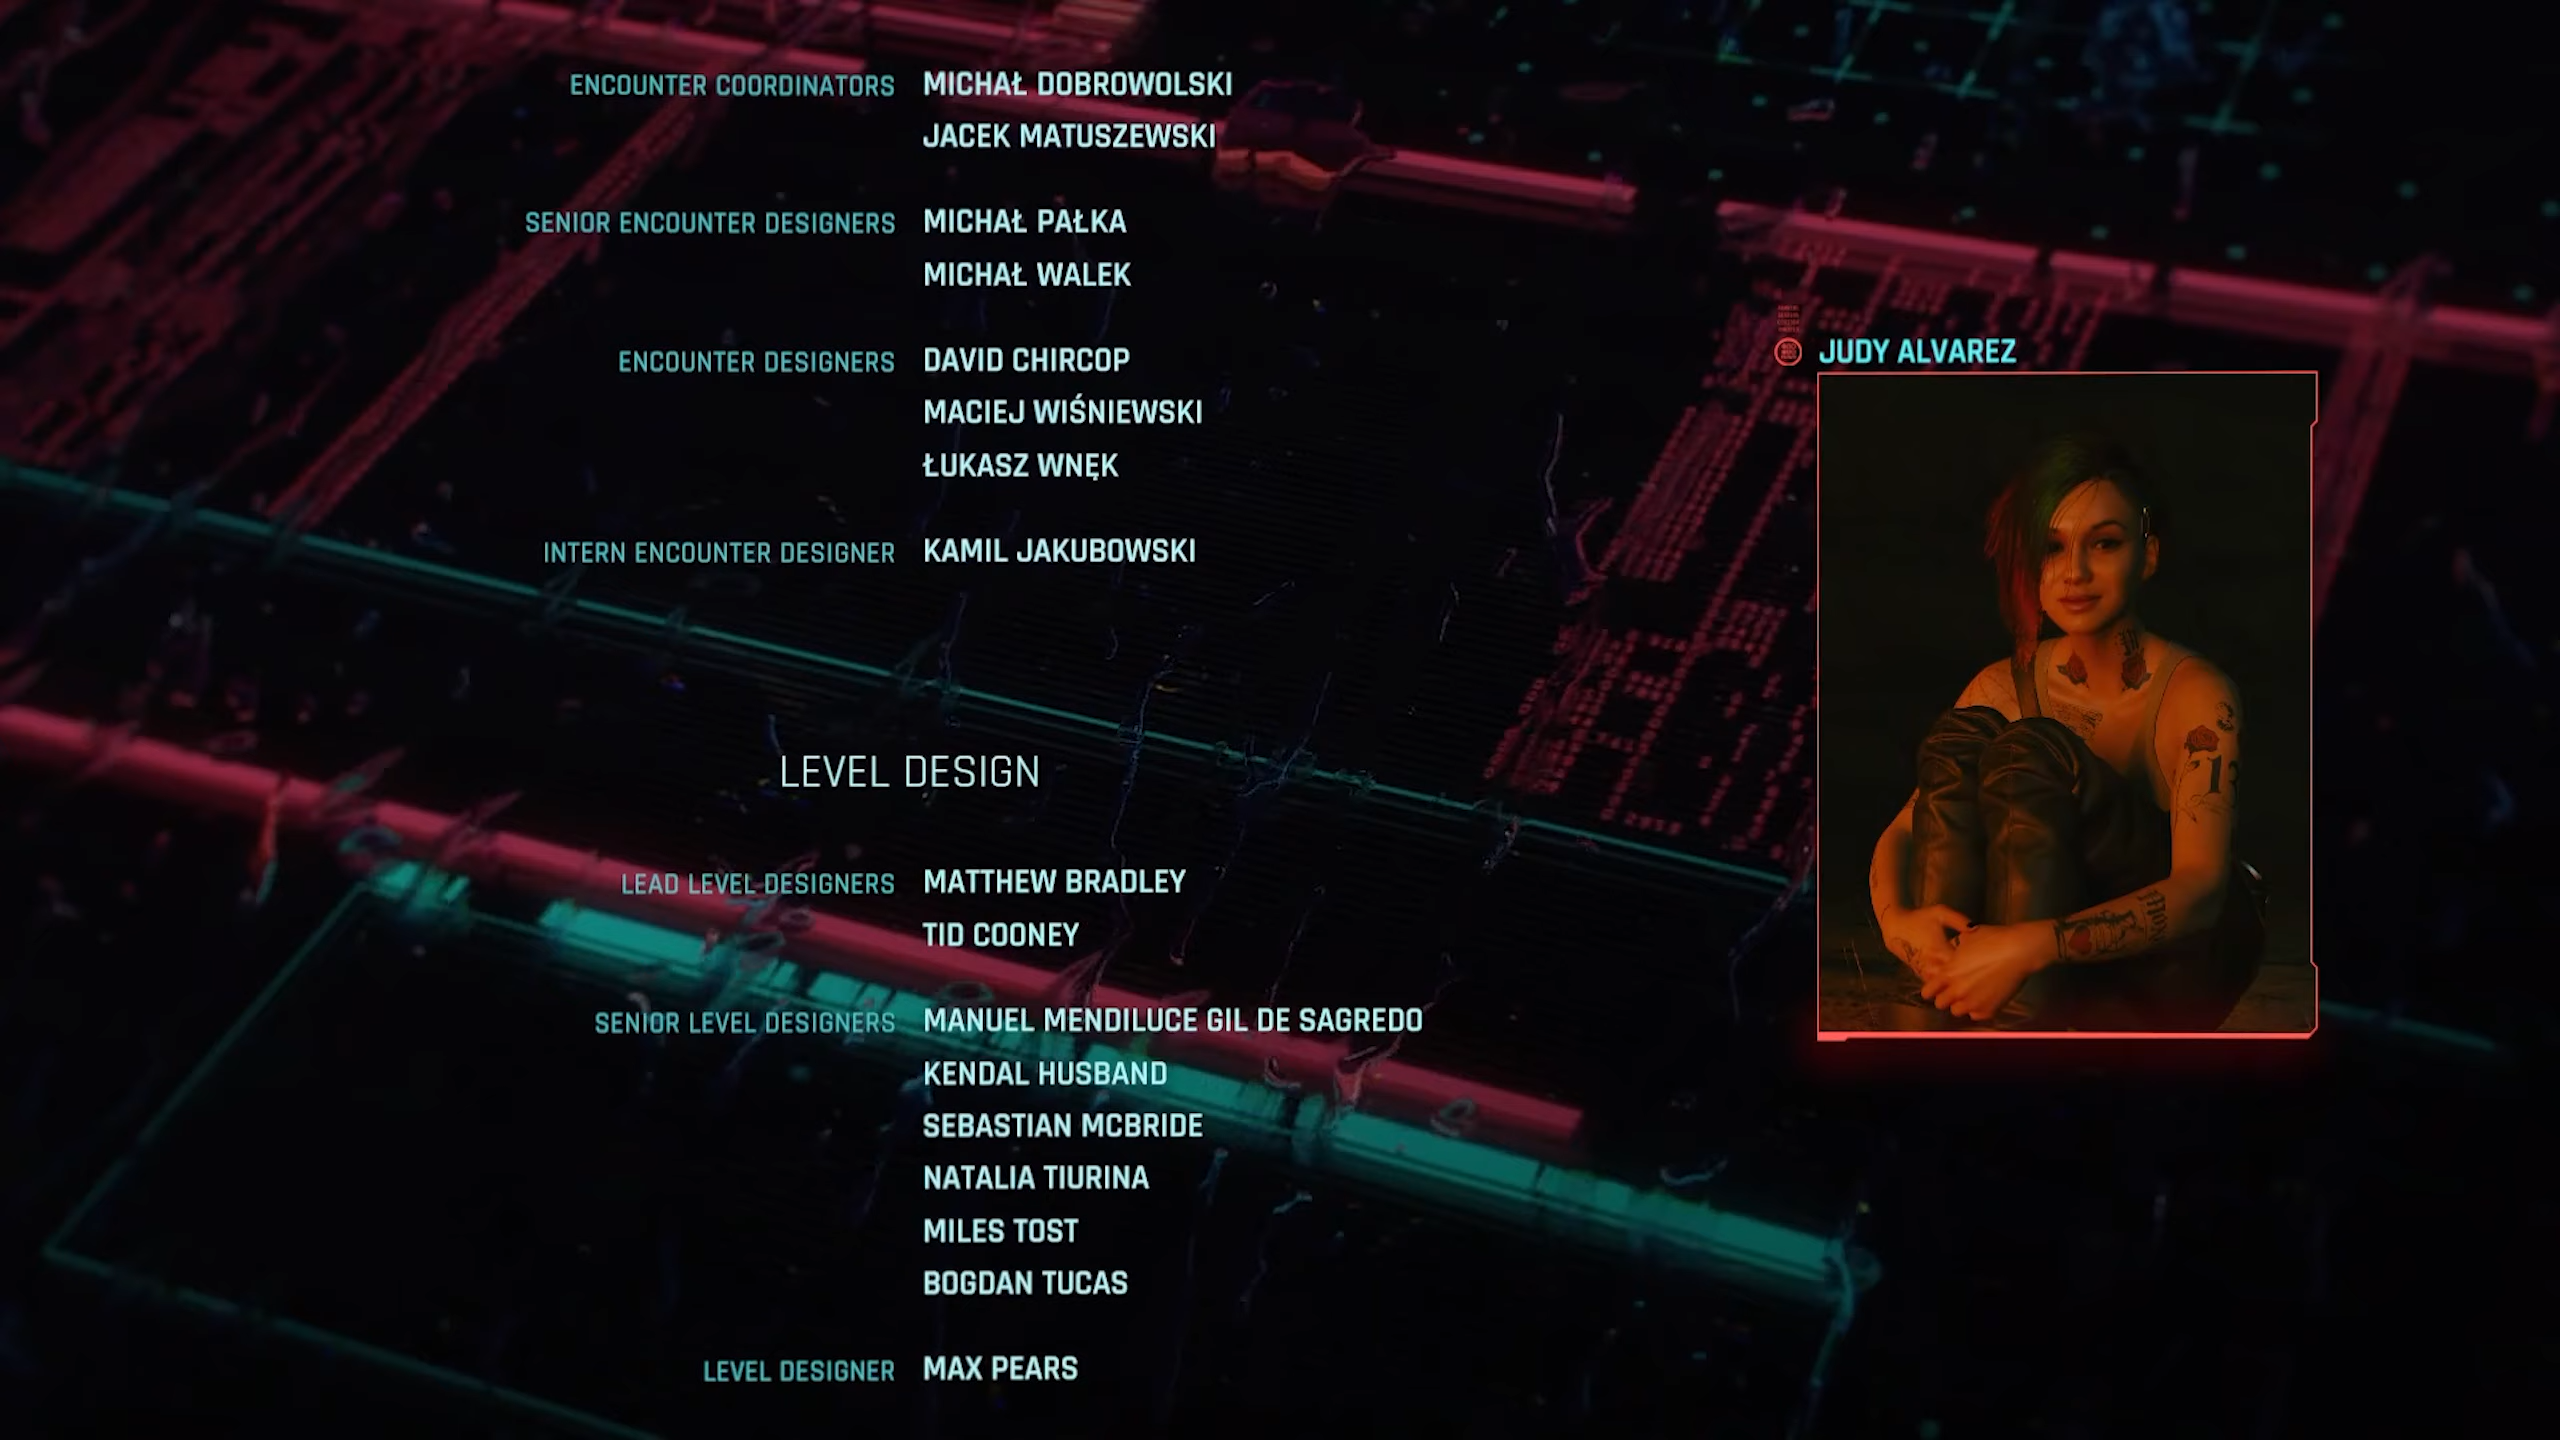 ENCOUNTER COORDINATORS MICHAŁ DOBROWOLSKI
JACEK MATUSZEWSKI
SENIOR ENCOUNTER DESIGNERS MICHAŁ PAŁKA
MICHAŁ WALEK
ENCOUNTER DESIGNERS DAVID CHIRCOP
MACIEJ WIŚNIEWSKI
ŁUKASZ WNĘK
INTERN ENCOUNTER DESIGNER KAMIL JAKUBOWSKI
LEVEL DESIGN
LEAD LEVEL DESIGNERS MATTHEW BRADLEY
TID COONEY
SENIOR LEVEL DESIGNERS MANUEL MENDILUCE GIL DE SAGREDO
KENDAL HUSBAND
SEBASTIAN MCBRIDE
NATALIA TIURINA
MILES TOST
BOGDAN TUCAS
LEVEL DESIGNER MAX PEARS
JUDY ALVAREZ
13